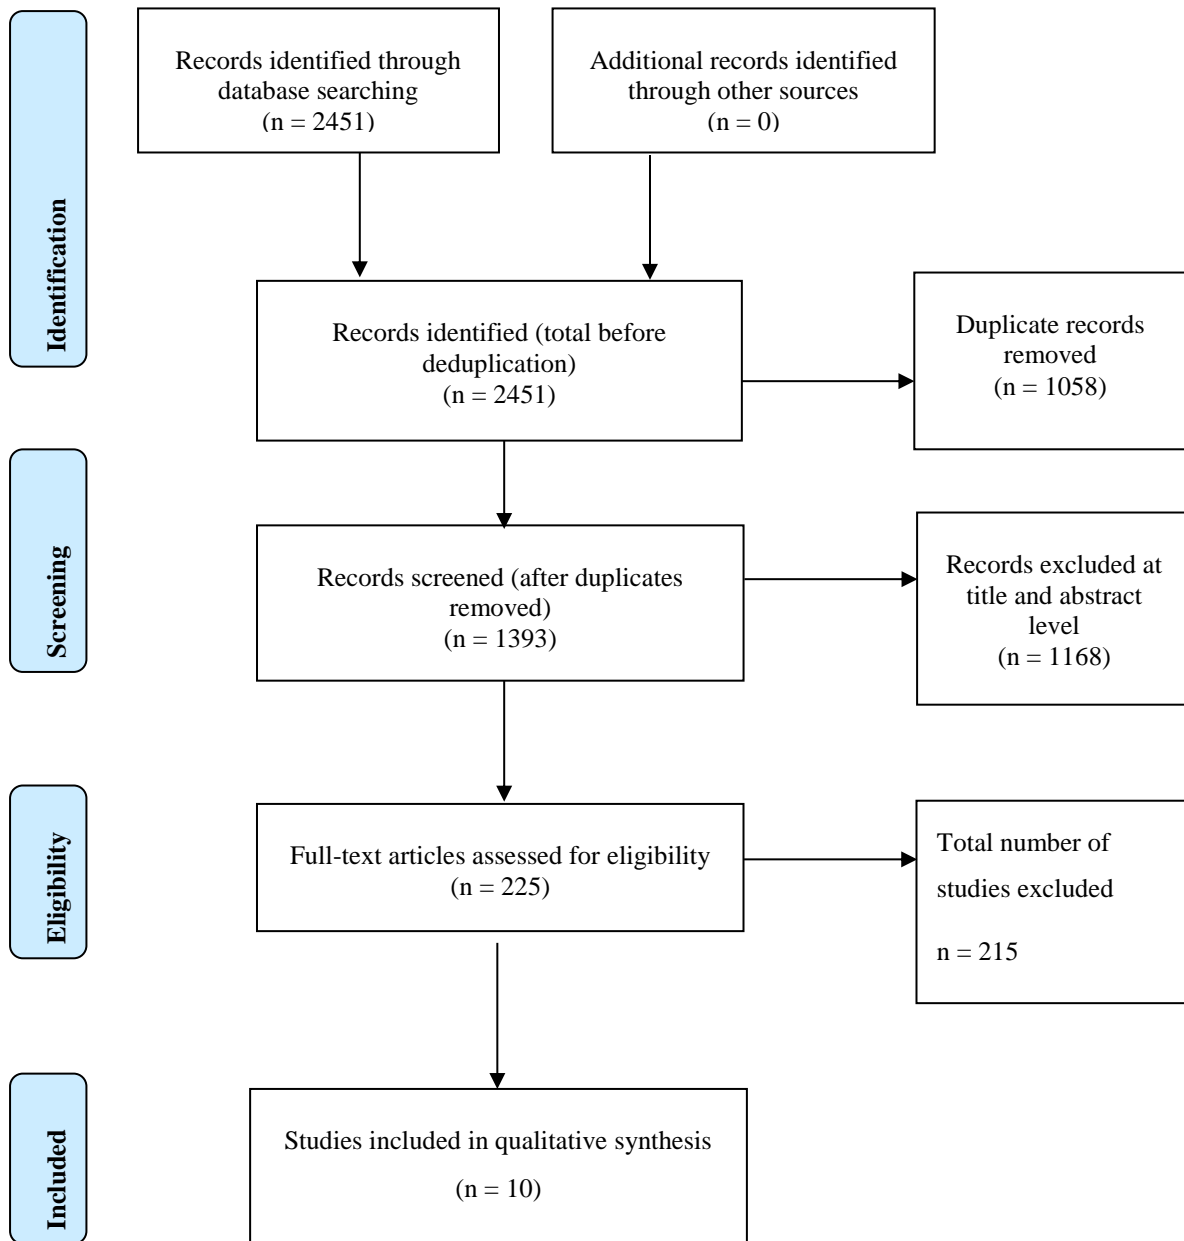 Identification
Records identified through
database searching
(n = 2451)
Additional records identified
through other sources
(n = 0)
Records identified (total before
deduplication)
(n = 2451)
Duplicate records
removed
(n = 1058)
Screening
Records screened (after duplicates
removed)
(n = 1393)
Records excluded at
title and abstract
level
(n = 1168)
Eligibility
Full-text articles assessed for eligibility
(n = 225)
Total number of
studies excluded
n = 215
Included
Studies included in qualitative synthesis
(n = 10)